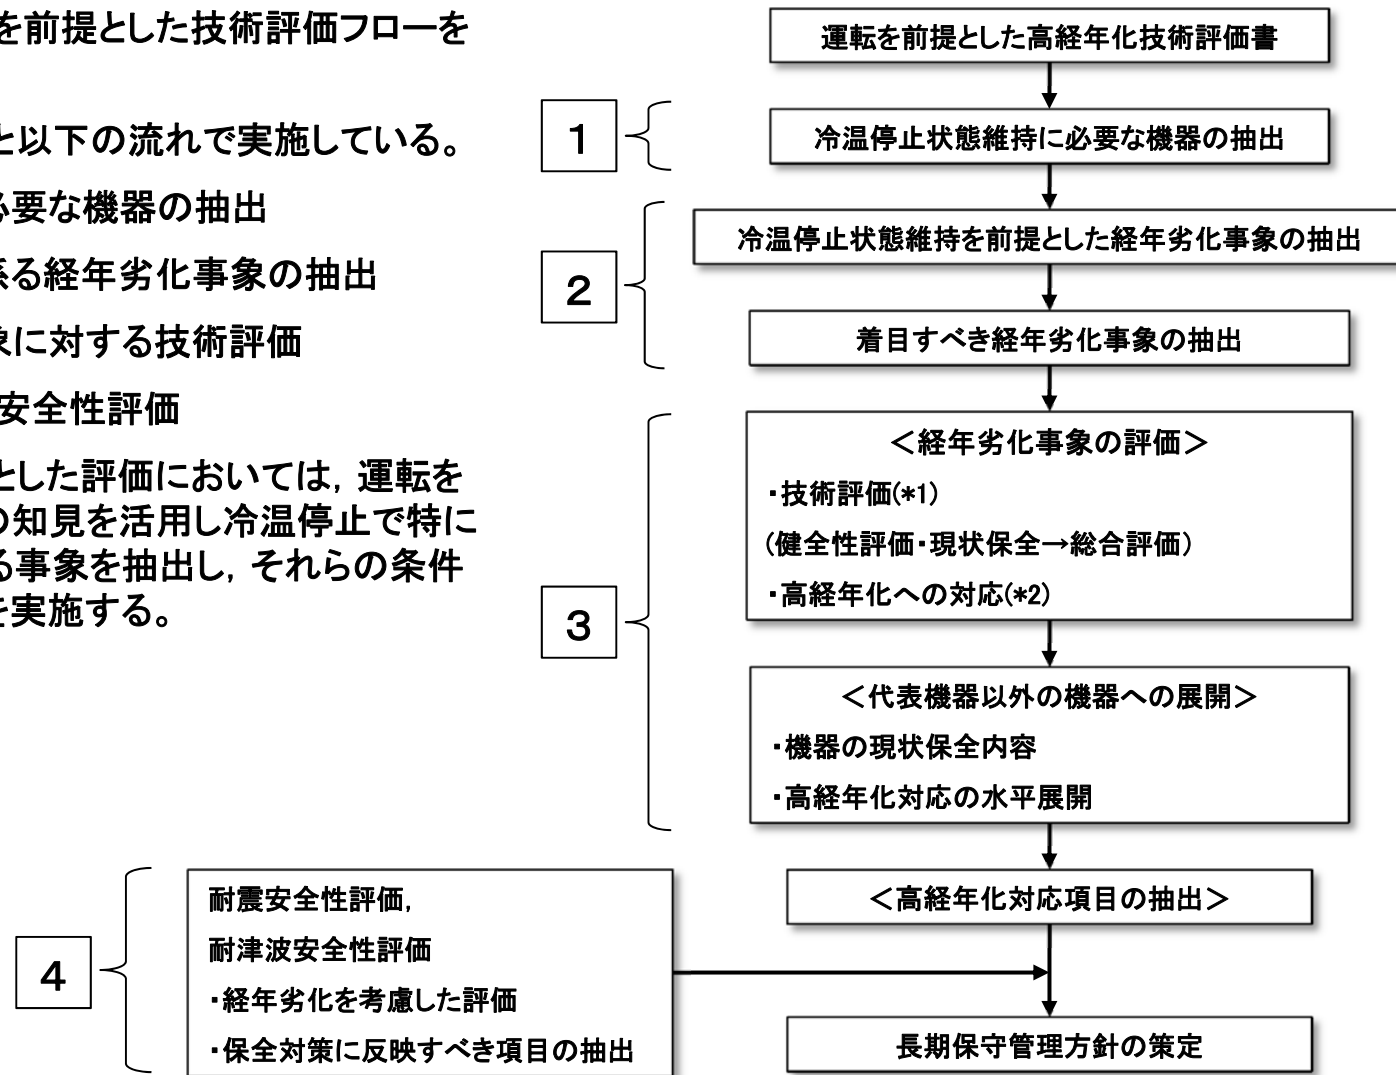 を前提とした技術評価フローを
と以下の流れで実施している。
必要な機器の抽出
係る経年劣化事象の抽出
象に対する技術評価
安全性評価
とした評価においては，運転を
の知見を活用し冷温停止で特に
る事象を抽出し，それらの条件
を実施する。
運転を前提とした高経年化技術評価書
1
冷温停止状態維持に必要な機器の抽出
2
冷温停止状態維持を前提とした経年劣化事象の抽出
着目すべき経年劣化事象の抽出
3
＜経年劣化事象の評価＞
・技術評価(*1)
(健全性評価・現状保全→総合評価)
・高経年化への対応(*2)
＜代表機器以外の機器への展開＞
・機器の現状保全内容
・高経年化対応の水平展開
4
耐震安全性評価，
耐津波安全性評価
・経年劣化を考慮した評価
・保全対策に反映すべき項目の抽出
＜高経年化対応項目の抽出＞
長期保守管理方針の策定